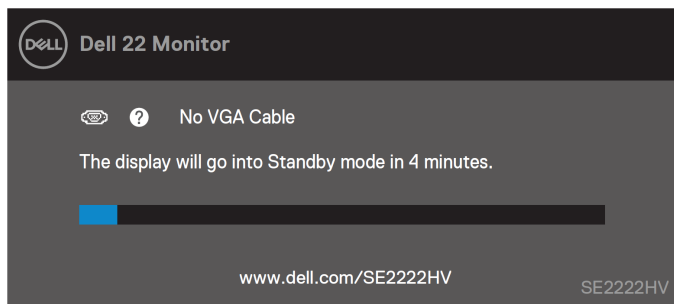 DELL Dell 22 Monitor
? No VGA Cable
The display will go into Standby mode in 4 minutes.
www.dell.com/SE2222HV
SE2222HV